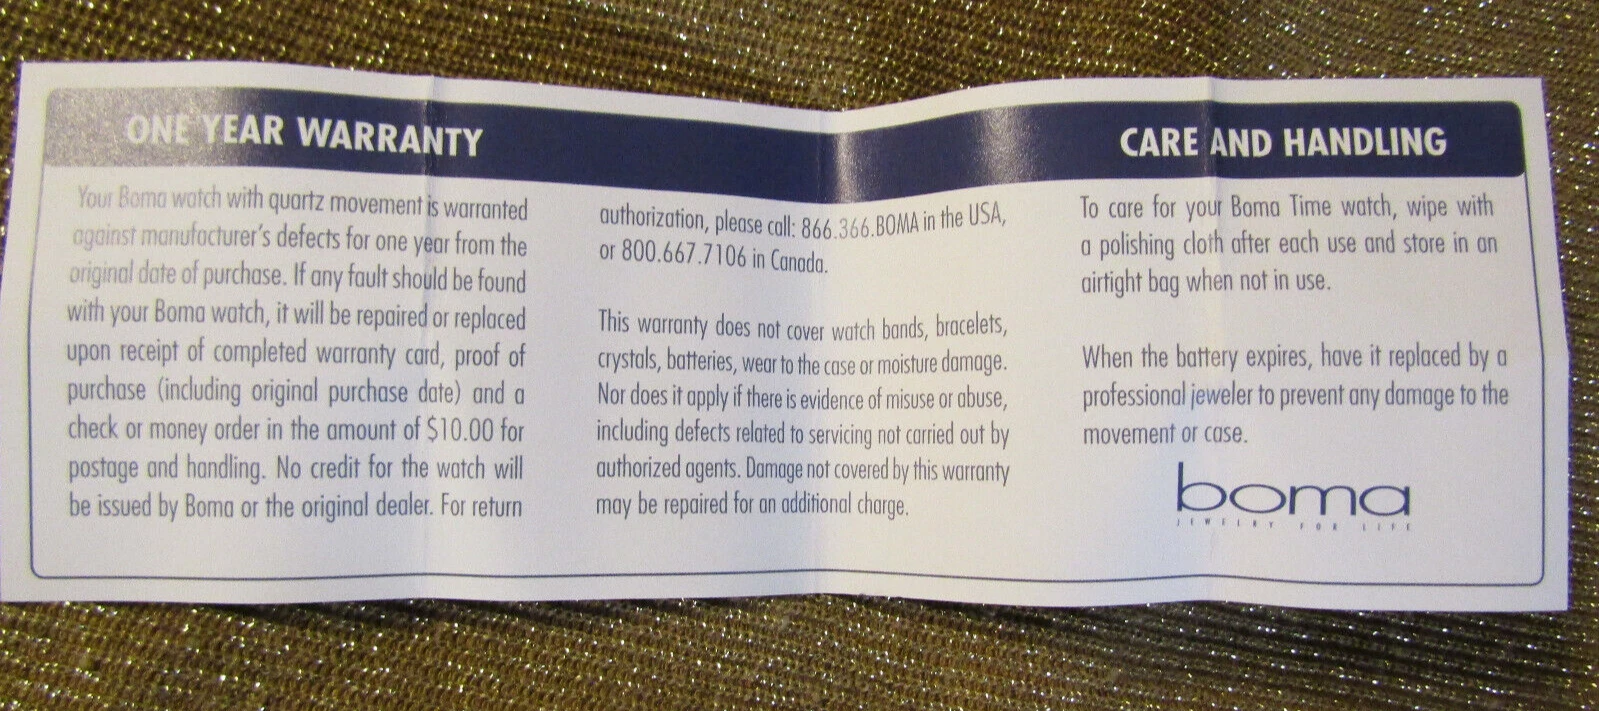 ONE YEAR WARRANTY
Your Boma watch with quartz movement is warranted
against manufacturer's defects for one year from the
original date of purchase. If any fault should be found
with your Boma watch, it will be repaired or replaced
upon receipt of completed warranty card, proof of
purchase (including original purchase date) and a
check or money order in the amount of $10.00 for
postage and handling. No credit for the watch will
be issued by Boma or the original dealer. For return
authorization, please call: 866.366.BOMA in the USA,
or 800.667.7106 in Canada.
This warranty does not cover watch bands, bracelets,
crystals, batteries, wear to the case or moisture damage.
Nor does it apply if there is evidence of misuse or abuse,
including defects related to servicing not carried out by
authorized agents. Damage not covered by this warranty
may be repaired for an additional charge.
CARE AND HANDLING
To care for your Boma Time watch, wipe with
a polishing cloth after each use and store in an
airtight bag when not in use.
When the battery expires, have it replaced by a
professional jeweler to prevent any damage to the
movement or case.
boma
JEWELRY FOR LIFE